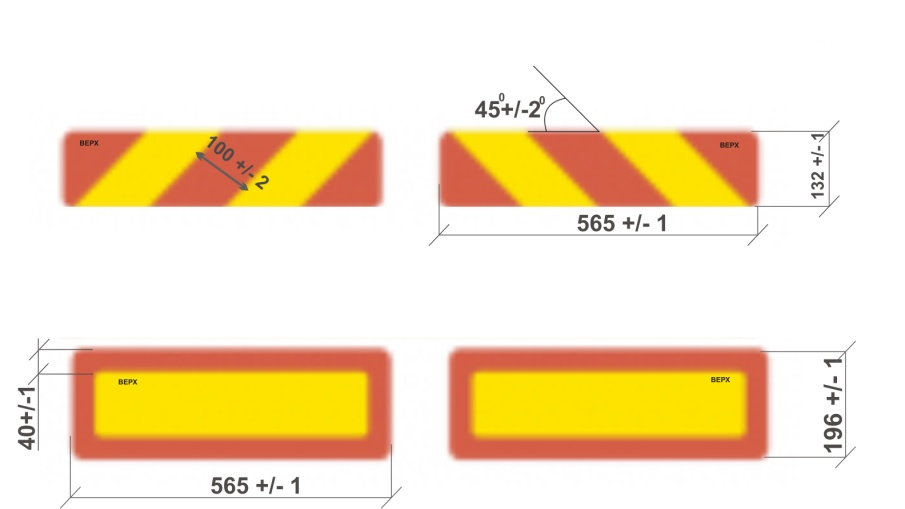 45⁰+/-2⁰
ВЕРХ
100 +/- 2
ВЕРХ
132 +/- 1
565 +/- 1
ВЕРХ
ВЕРХ
40+/-1
196 +/- 1
565 +/- 1